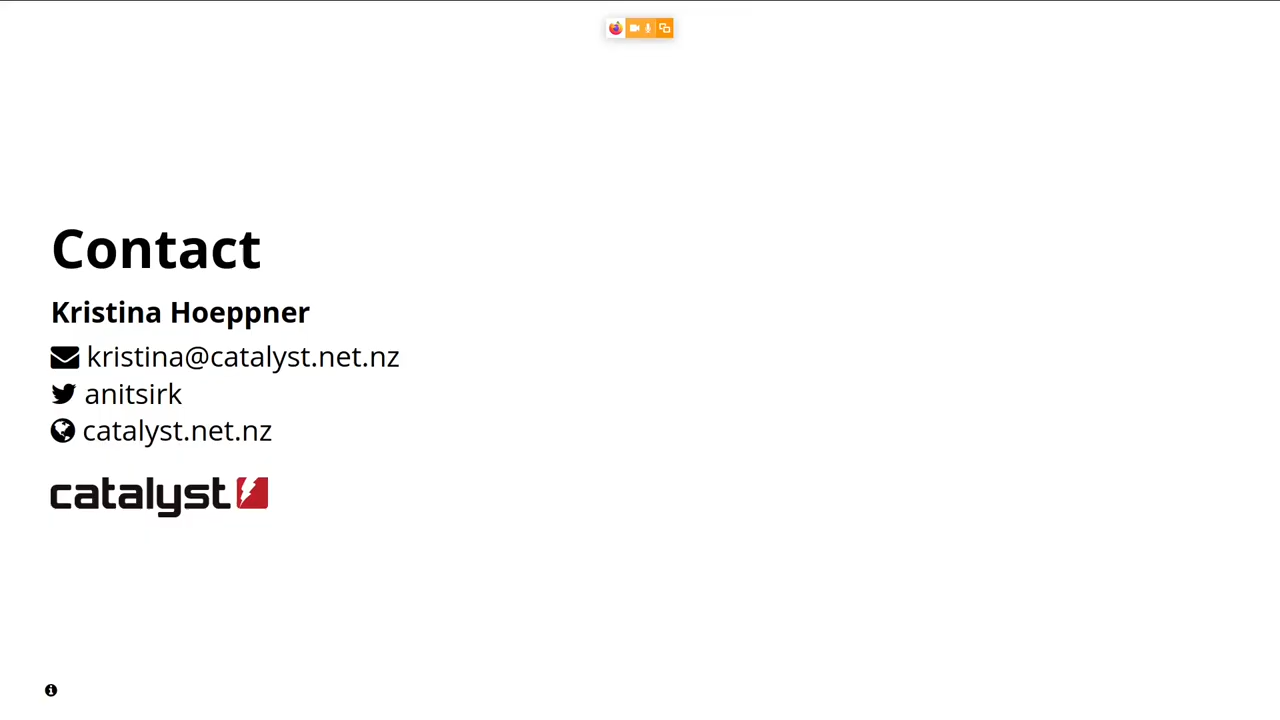 Contact
Kristina Hoeppner
kristina@catalyst.net.nz
anitsirk
catalyst.net.nz
catalyst